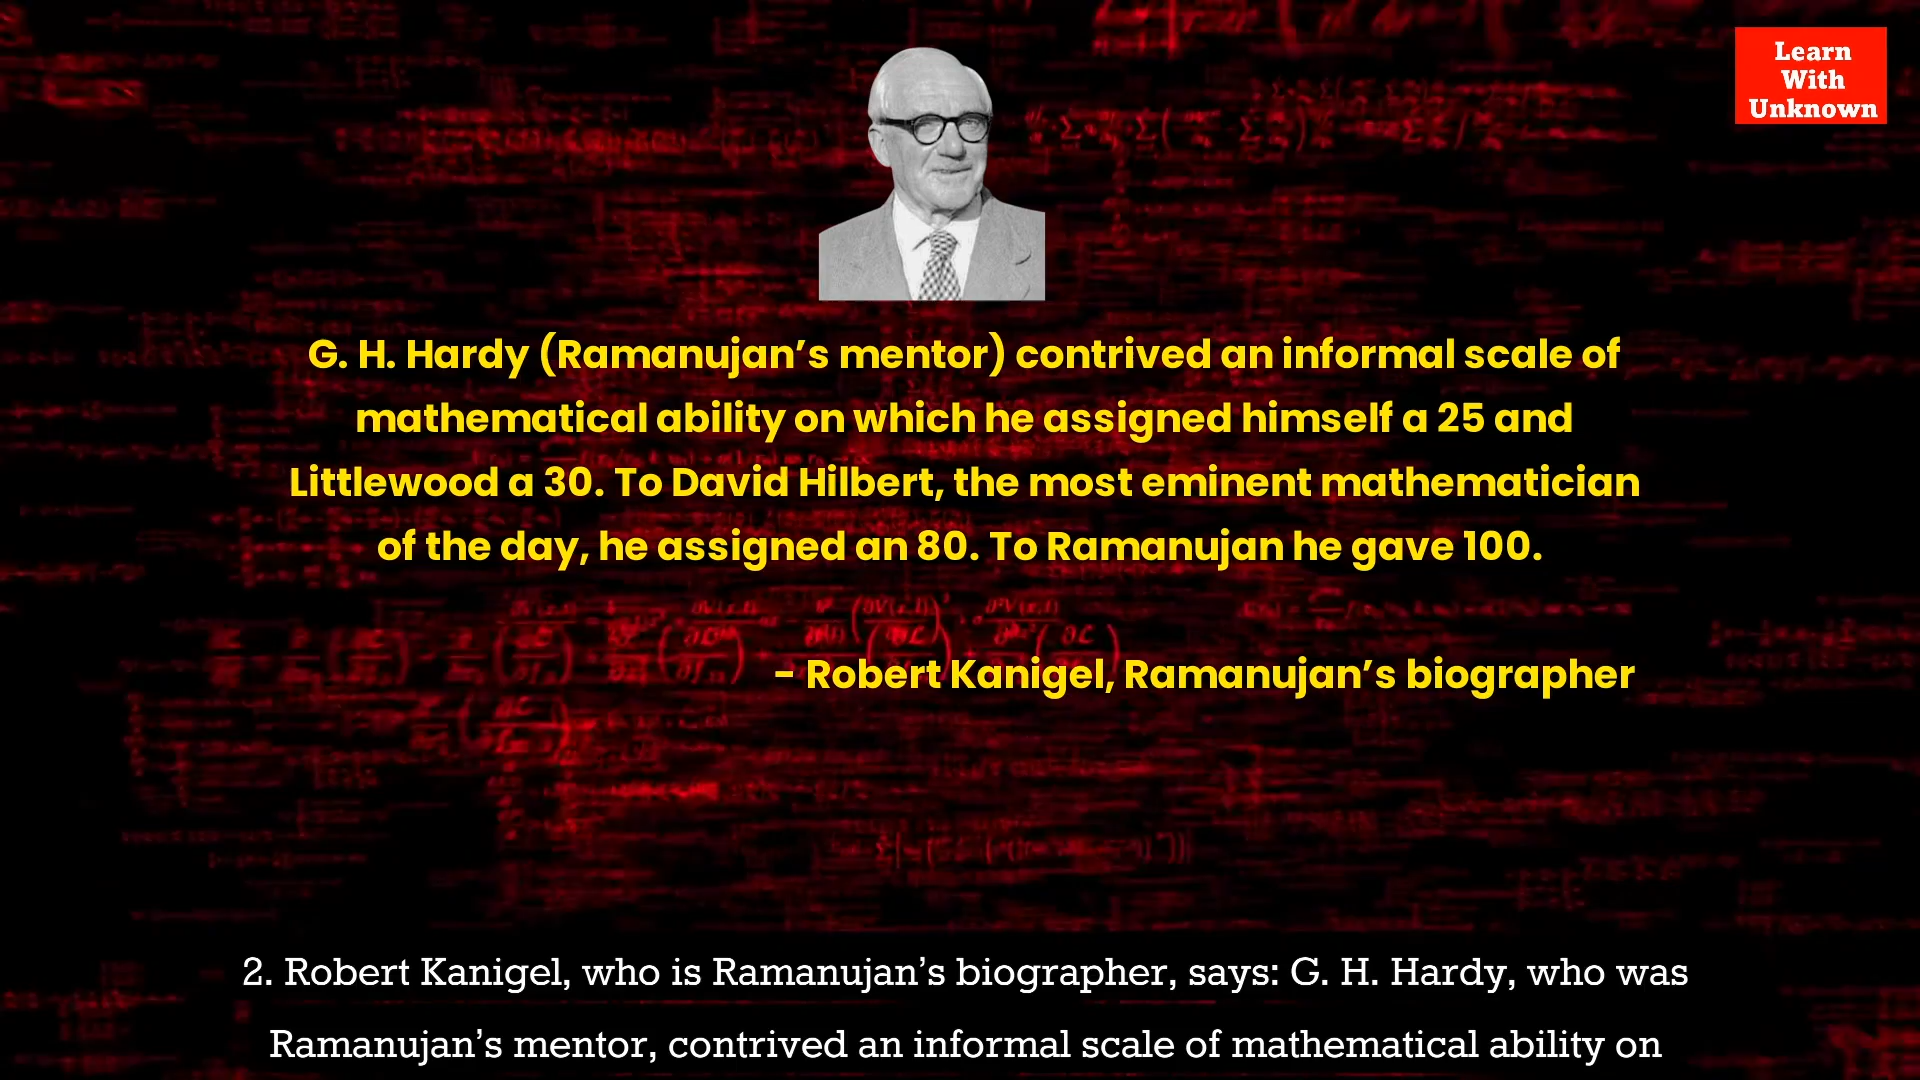 Learn
With
Unknown
G. H. Hardy (Ramanujan’s mentor) contrived an informal scale of
mathematical ability on which he assigned himself a 25 and
Littlewood a 30. To David Hilbert, the most eminent mathematician
of the day, he assigned an 80. To Ramanujan he gave 100.
- Robert Kanigel, Ramanujan’s biographer
2. Robert Kanigel, who is Ramanujan’s biographer, says: G. H. Hardy, who was
Ramanujan’s mentor, contrived an informal scale of mathematical ability on